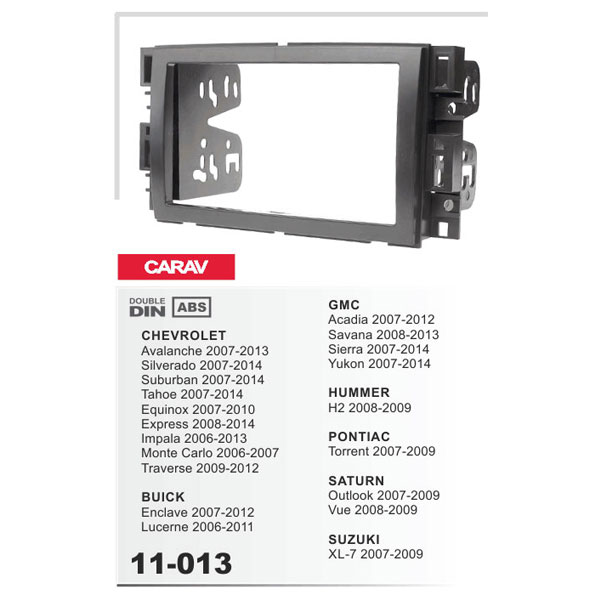 CARAV
DOUBLE
DIN ABS
CHEVROLET
Avalanche 2007-2013
Silverado 2007-2014
Suburban 2007-2014
Tahoe 2007-2014
Equinox 2007-2010
Express 2008-2014
Impala 2006-2013
Monte Carlo 2006-2007
Traverse 2009-2012
BUICK
Enclave 2007-2012
Lucerne 2006-2011
11-013
GMC
Acadia 2007-2012
Savana 2008-2013
Sierra 2007-2014
Yukon 2007-2014
HUMMER
H2 2008-2009
PONTIAC
Torrent 2007-2009
SATURN
Outlook 2007-2009
Vue 2008-2009
SUZUKI
XL-7 2007-2009